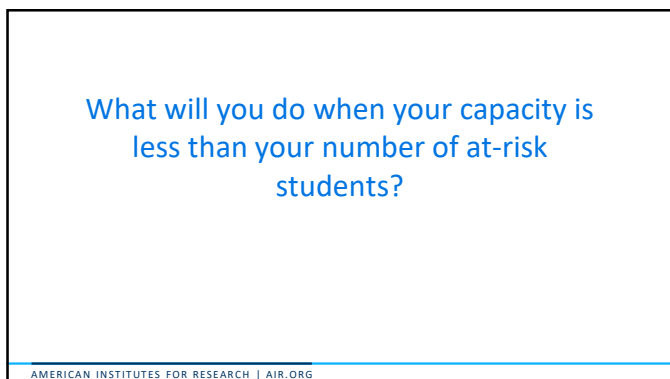 What will you do when your capacity is
less than your number of at-risk
students?
AMERICAN INSTITUTES FOR RESEARCH | AIR.ORG